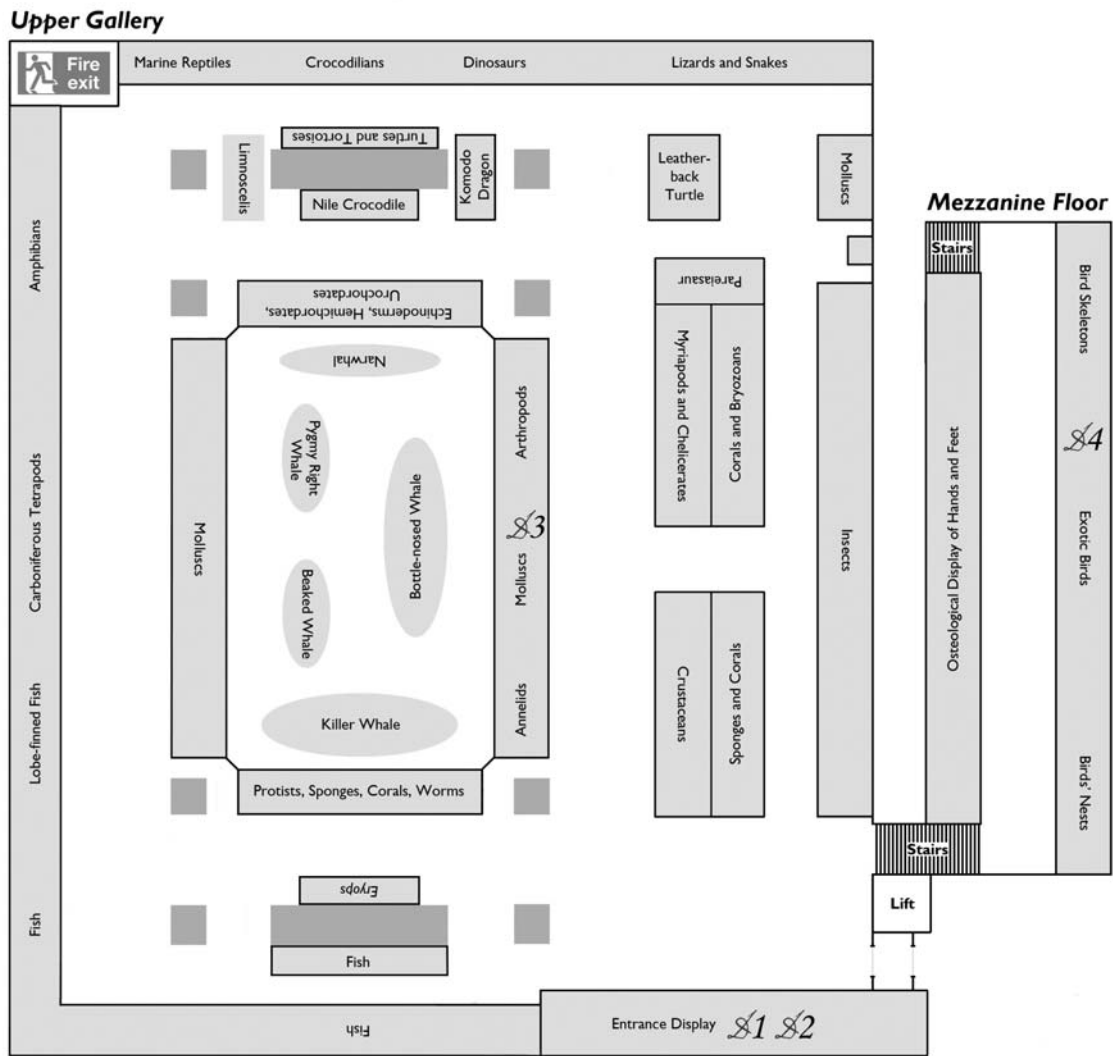 Upper Gallery
Fire
exit
Marine Reptiles
Crocodilians
Dinosaurs
Lizards and Snakes
Amphibians
Carboniferous Tetrapods
Lobe-finned Fish
Fish
Limnoscelis
Turtles and Tortoises
Nile Crocodile
Komodo
Dragon
Leather-
back
Turtle
Molluscs
Echinoderms, Hemichordates,
Urochordates
Molluscs
Narwhal
Pygmy Right
Whale
Bottle-nosed Whale
Beaked Whale
Killer Whale
Arthropods
S3
Molluscs
Annelids
Protists, Sponges, Corals, Worms
Pareiasaur
Myriapods and Chelicerates
Corals and Bryozoans
Crustaceans
Sponges and Corals
Insects
Eryops
Fish
Fish
Entrance Display S1 S2
Mezzanine Floor
Stairs
Osteological Display of Hands and Feet
Bird Skeletons
S4
Exotic Birds
Birds' Nests
Stairs
Lift